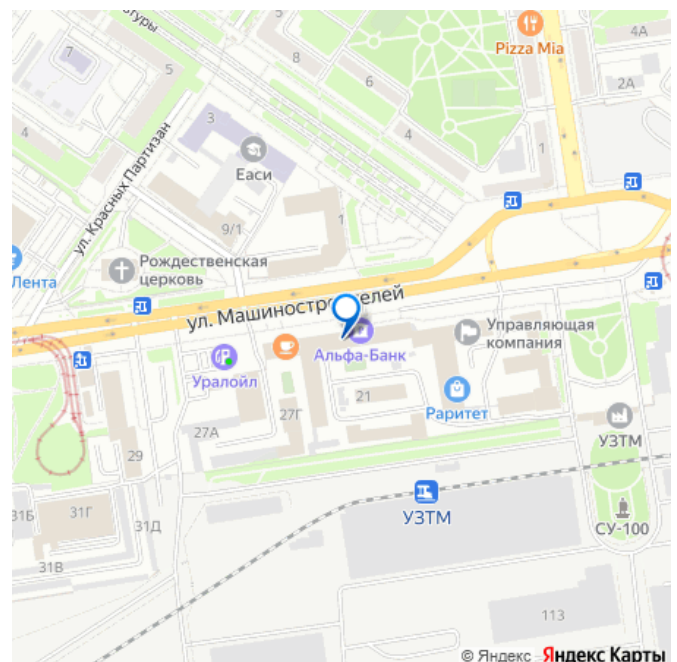 Pizza Mia
4А
2А
7
5
8
6
4
3
4
1
Еаси
ул. Красных Партизан
9/1
1
Рождественская
церковь
Лента
ул. Машиностроителей
Альфа-Банк
Управляющая
компания
Уралойл
21
Раритет
27Г
27А
УЗТМ
29
УЗТМ
31Б
31Г
31Д
СУ-100
31В
113
© Яндекс
Яндекс Карты